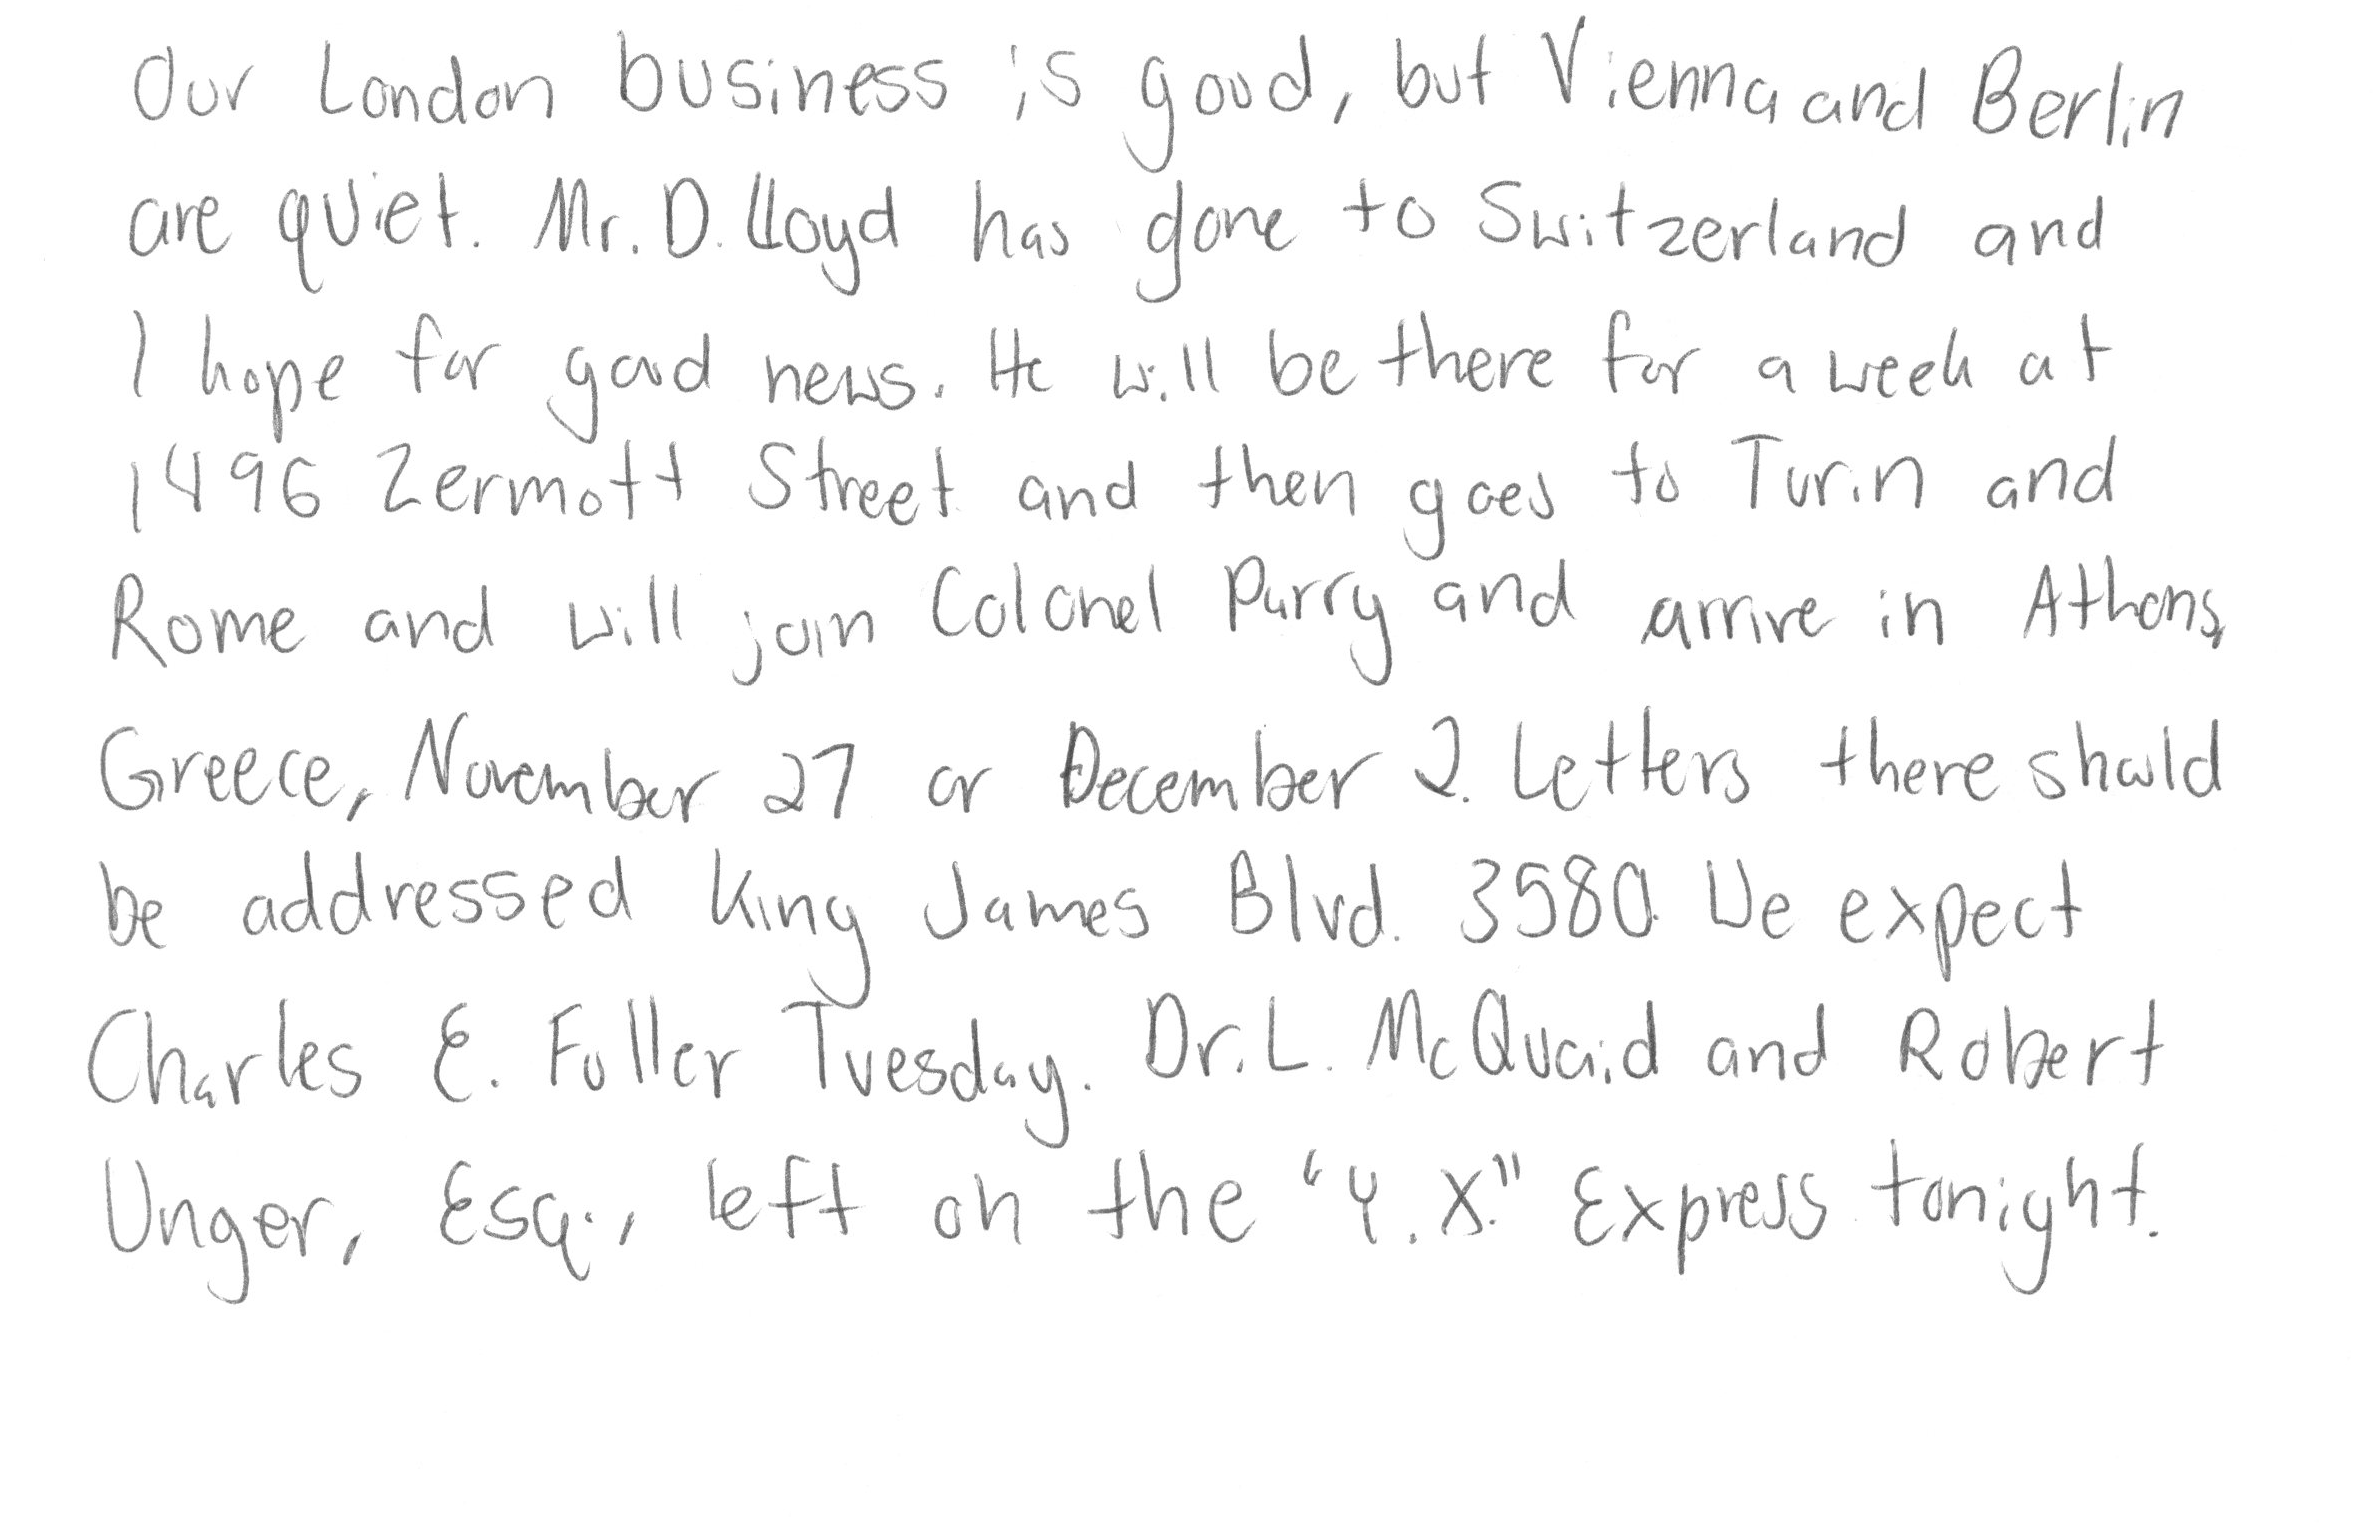 Our London business is good, but Vienna and Berlin
are quiet. Mr. D. Lloyd has gone to Switzerland and
I hope for good news. He will be there for a week at
1496 Zermott Street and then goes to Turin and
Rome and will join Colonel Parry and arrive in Athens,
Greece, November 27 or December 2. Letters there should
be addressed King James Blvd. 3580. We expect
Charles E. Fuller Tuesday. Dr. L. McQuaid and Robert
Unger, Esq., left on the "Y.X." Express tonight.